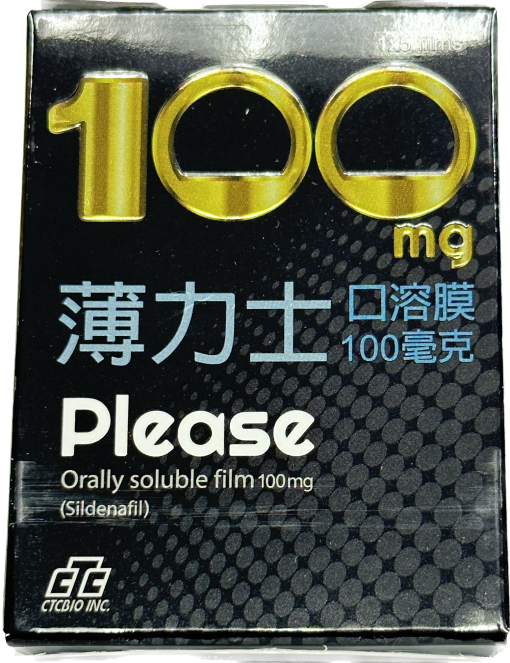 1x5 films
100
mg
薄力士 口溶膜
100毫克
Please
Orally soluble film 100mg
(Sildenafil)
CTC
CTCBIO INC.